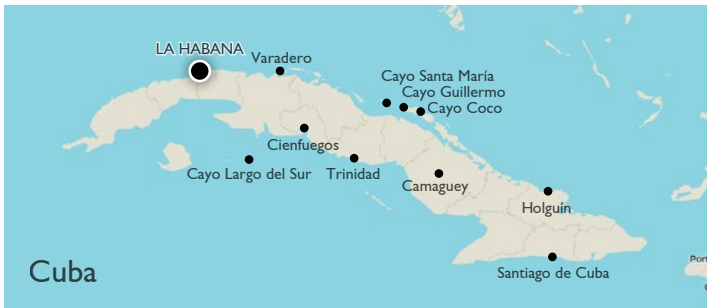 LA HABANA
Varadero
Cayo Santa María
Cayo Guillermo
Cayo Coco
Cienfuegos
Cayo Largo del Sur
Trinidad
Camaguey
Holguín
Santiago de Cuba
Cuba